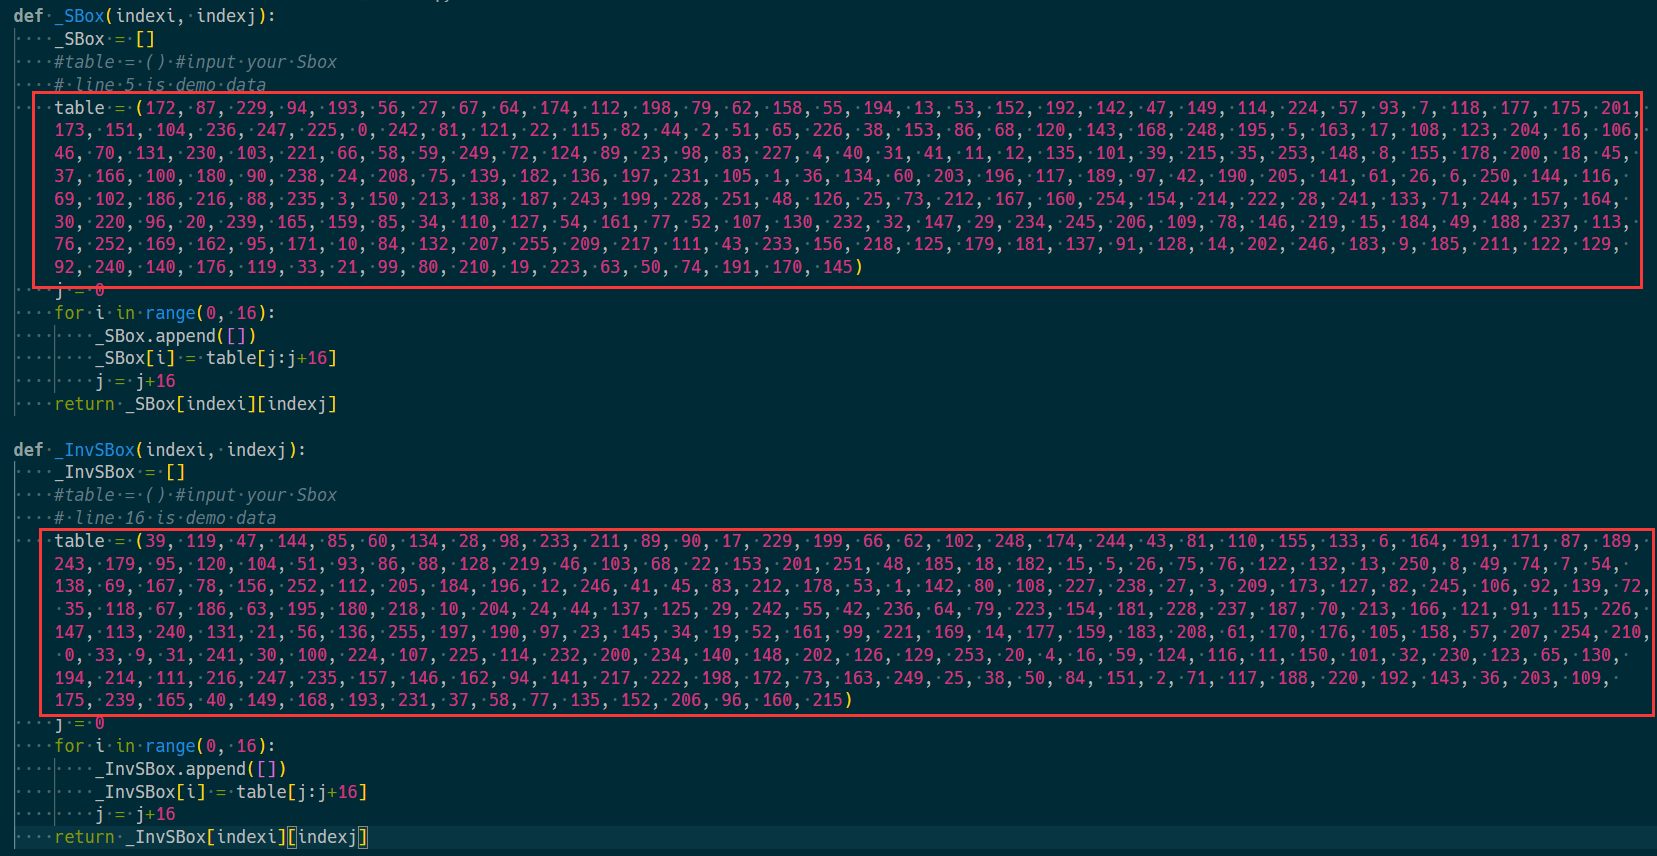 def _SBox(indexi, indexj):
_SBox = []
#table = () #input your Sbox
# line 5 is demo data
table = (172, 87, 229, 94, 193, 56, 27, 67, 64, 174, 112, 198, 79, 62, 158, 55, 194, 13, 53, 152, 192, 142, 47, 149, 114, 224, 57, 93, 7, 118, 177, 175, 201,
173, 151, 104, 236, 247, 225, 0, 242, 81, 121, 22, 115, 82, 44, 2, 51, 65, 226, 38, 153, 86, 68, 120, 143, 168, 248, 195, 5, 163, 17, 108, 123, 204, 16, 106,
46, 70, 131, 230, 103, 221, 66, 58, 59, 249, 72, 124, 89, 23, 98, 83, 227, 4, 40, 31, 41, 11, 12, 135, 101, 39, 215, 35, 253, 148, 8, 155, 178, 200, 18, 45,
37, 166, 100, 180, 90, 238, 24, 208, 75, 139, 182, 136, 197, 231, 105, 1, 36, 134, 60, 203, 196, 117, 189, 97, 42, 190, 205, 141, 61, 26, 6, 250, 144, 116,
69, 102, 186, 216, 88, 235, 3, 150, 213, 138, 187, 243, 199, 228, 251, 48, 126, 25, 73, 212, 167, 160, 254, 154, 214, 222, 28, 241, 133, 71, 244, 157, 164,
30, 220, 96, 20, 239, 165, 159, 85, 34, 110, 127, 54, 161, 77, 52, 107, 130, 232, 32, 147, 29, 234, 245, 206, 109, 78, 146, 219, 15, 184, 49, 188, 237, 113,
76, 252, 169, 162, 95, 171, 10, 84, 132, 207, 255, 209, 217, 111, 43, 233, 156, 218, 125, 179, 181, 137, 91, 128, 14, 202, 246, 183, 9, 185, 211, 122, 129,
92, 240, 140, 176, 119, 33, 21, 99, 80, 210, 19, 223, 63, 50, 74, 191, 170, 145)
j = 0
for i in range(0, 16):
_SBox.append([])
_SBox[i] = table[j:j+16]
j = j+16
return _SBox[indexi][indexj]
def _InvSBox(indexi, indexj):
_InvSBox = []
#table = () #input your Sbox
# line 16 is demo data
table = (39, 119, 47, 144, 85, 60, 134, 28, 98, 233, 211, 89, 90, 17, 229, 199, 66, 62, 102, 248, 174, 244, 43, 81, 110, 155, 133, 6, 164, 191, 171, 87, 189,
243, 179, 95, 120, 104, 51, 93, 86, 88, 128, 219, 46, 103, 68, 22, 153, 201, 251, 48, 185, 18, 182, 15, 5, 26, 75, 76, 122, 132, 13, 250, 8, 49, 74, 7, 54,
138, 69, 167, 78, 156, 252, 112, 205, 184, 196, 12, 246, 41, 45, 83, 212, 178, 53, 1, 142, 80, 108, 227, 238, 27, 3, 209, 173, 127, 82, 245, 106, 92, 139, 72,
35, 118, 67, 186, 63, 195, 180, 218, 10, 204, 24, 44, 137, 125, 29, 242, 55, 42, 236, 64, 79, 223, 154, 181, 228, 237, 187, 70, 213, 166, 121, 91, 115, 226,
147, 113, 240, 131, 21, 56, 136, 255, 197, 190, 97, 23, 145, 34, 19, 52, 161, 99, 221, 169, 14, 177, 159, 183, 208, 61, 170, 176, 105, 158, 57, 207, 254, 210,
0, 33, 9, 31, 241, 30, 100, 224, 107, 225, 114, 232, 200, 234, 140, 148, 202, 126, 129, 253, 20, 4, 16, 59, 124, 116, 11, 150, 101, 32, 230, 123, 65, 130,
194, 214, 111, 216, 247, 235, 157, 146, 162, 94, 141, 217, 222, 198, 172, 73, 163, 249, 25, 38, 50, 84, 151, 2, 71, 117, 188, 220, 192, 143, 36, 203, 109,
175, 239, 165, 40, 149, 168, 193, 231, 37, 58, 77, 135, 152, 206, 96, 160, 215)
j = 0
for i in range(0, 16):
_InvSBox.append([])
_InvSBox[i] = table[j:j+16]
j = j+16
return _InvSBox[indexi][indexj]